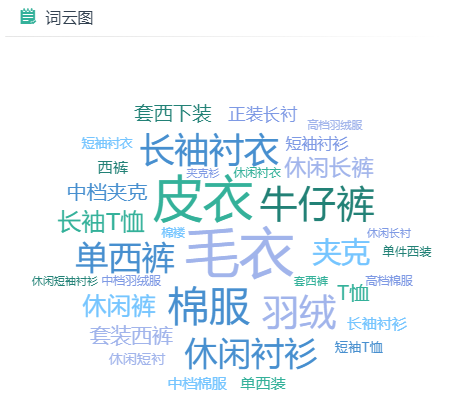 词云图
套西下装
正装长衬
高档羽绒服
短袖衬衣
长袖衬衣
短袖衬衫
西裤
夹克衫
休闲衬衣
休闲长裤
中档夹克
皮衣
牛仔裤
长袖T恤
棉褛
毛衣
休闲长衬
单西裤
夹克
单件西装
休闲短袖衬衫
中档羽绒服
套西裤
高档棉服
休闲裤
棉服
羽绒
T恤
套装西裤
长袖衬衫
休闲短衬
休闲衬衫
短袖T恤
中档棉服
单西装